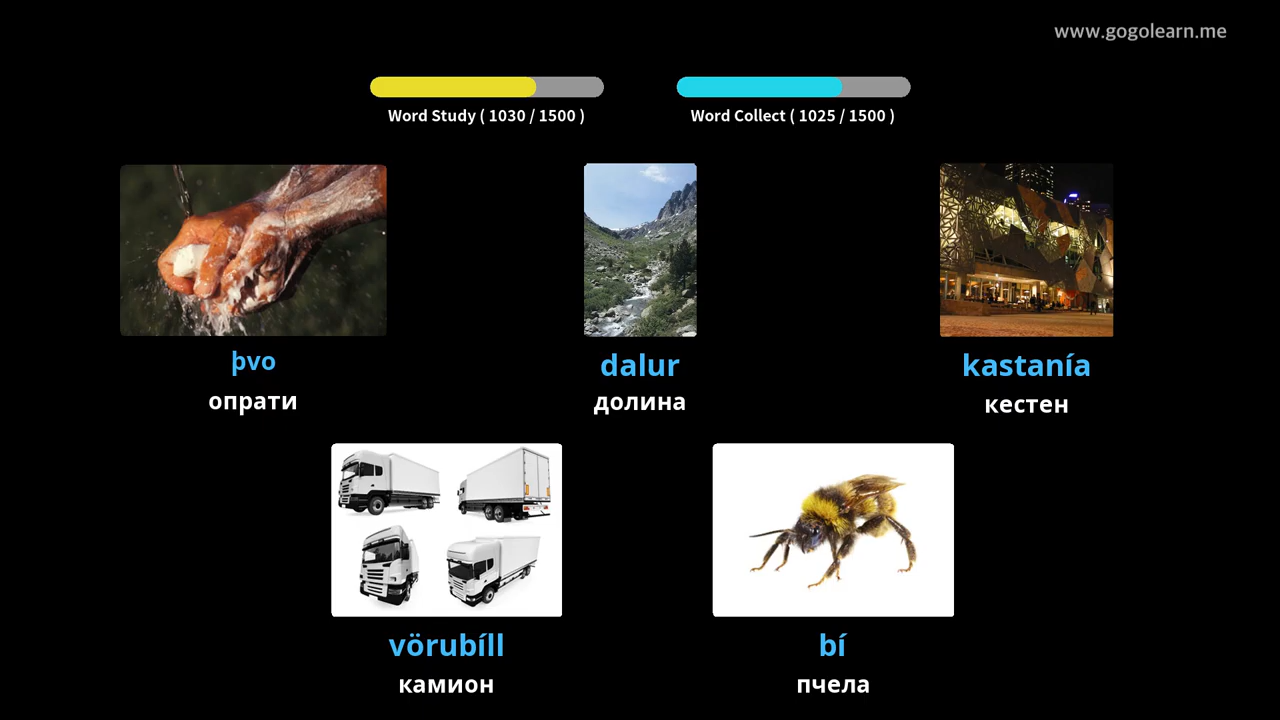 www.gogolearn.me
Word Study ( 1030 / 1500 )
Word Collect ( 1025 / 1500 )
þvo
опрати
dalur
долина
kastanía
кестен
vörubíll
камион
bí
пчела